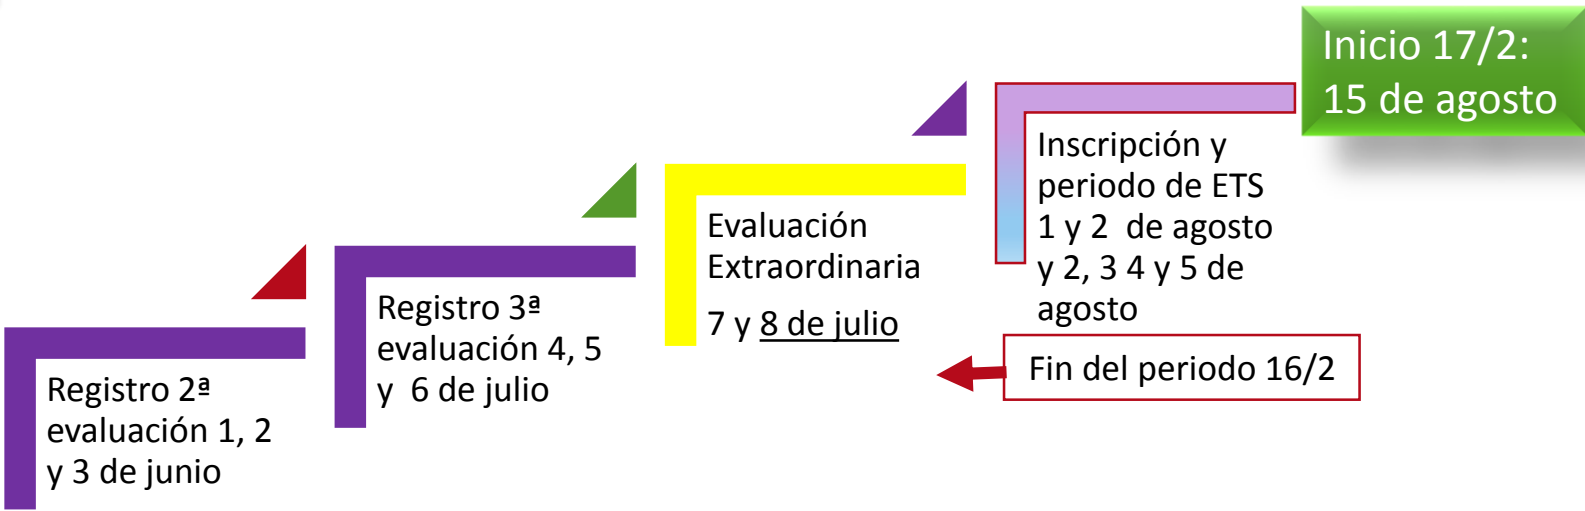 Registro 2ª
evaluación 1, 2
y 3 de junio
Registro 3ª
evaluación 4, 5
y  6 de julio
Evaluación
Extraordinaria
7 y 8 de julio
Inscripción y
periodo de ETS
1 y 2  de agosto
y 2, 3 4 y 5 de
agosto
Fin del periodo 16/2
Inicio 17/2:
15 de agosto